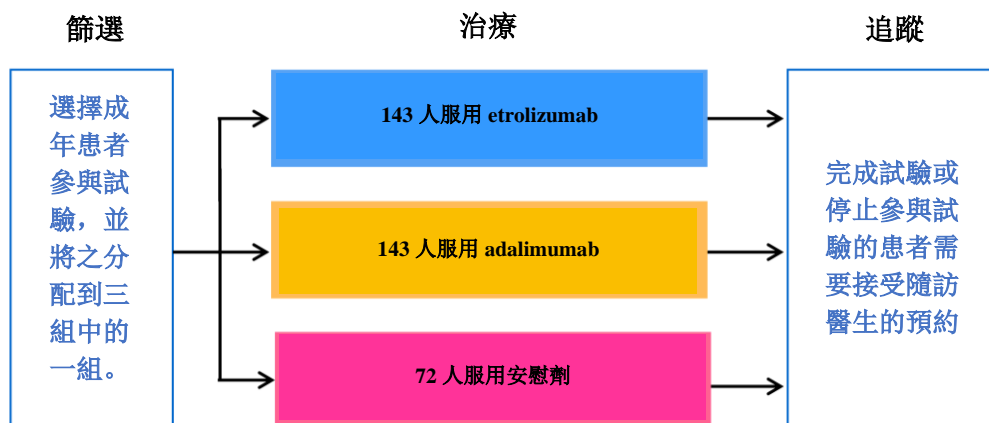 篩選
治療
追蹤
選擇成
年患者
參與試
驗，並
將之分
配到三
組中的
一組。
143 人服用 etrolizumab
143 人服用 adalimumab
72 人服用安慰劑
完成試驗或
停止參與試
驗的患者需
要接受隨訪
醫生的預約